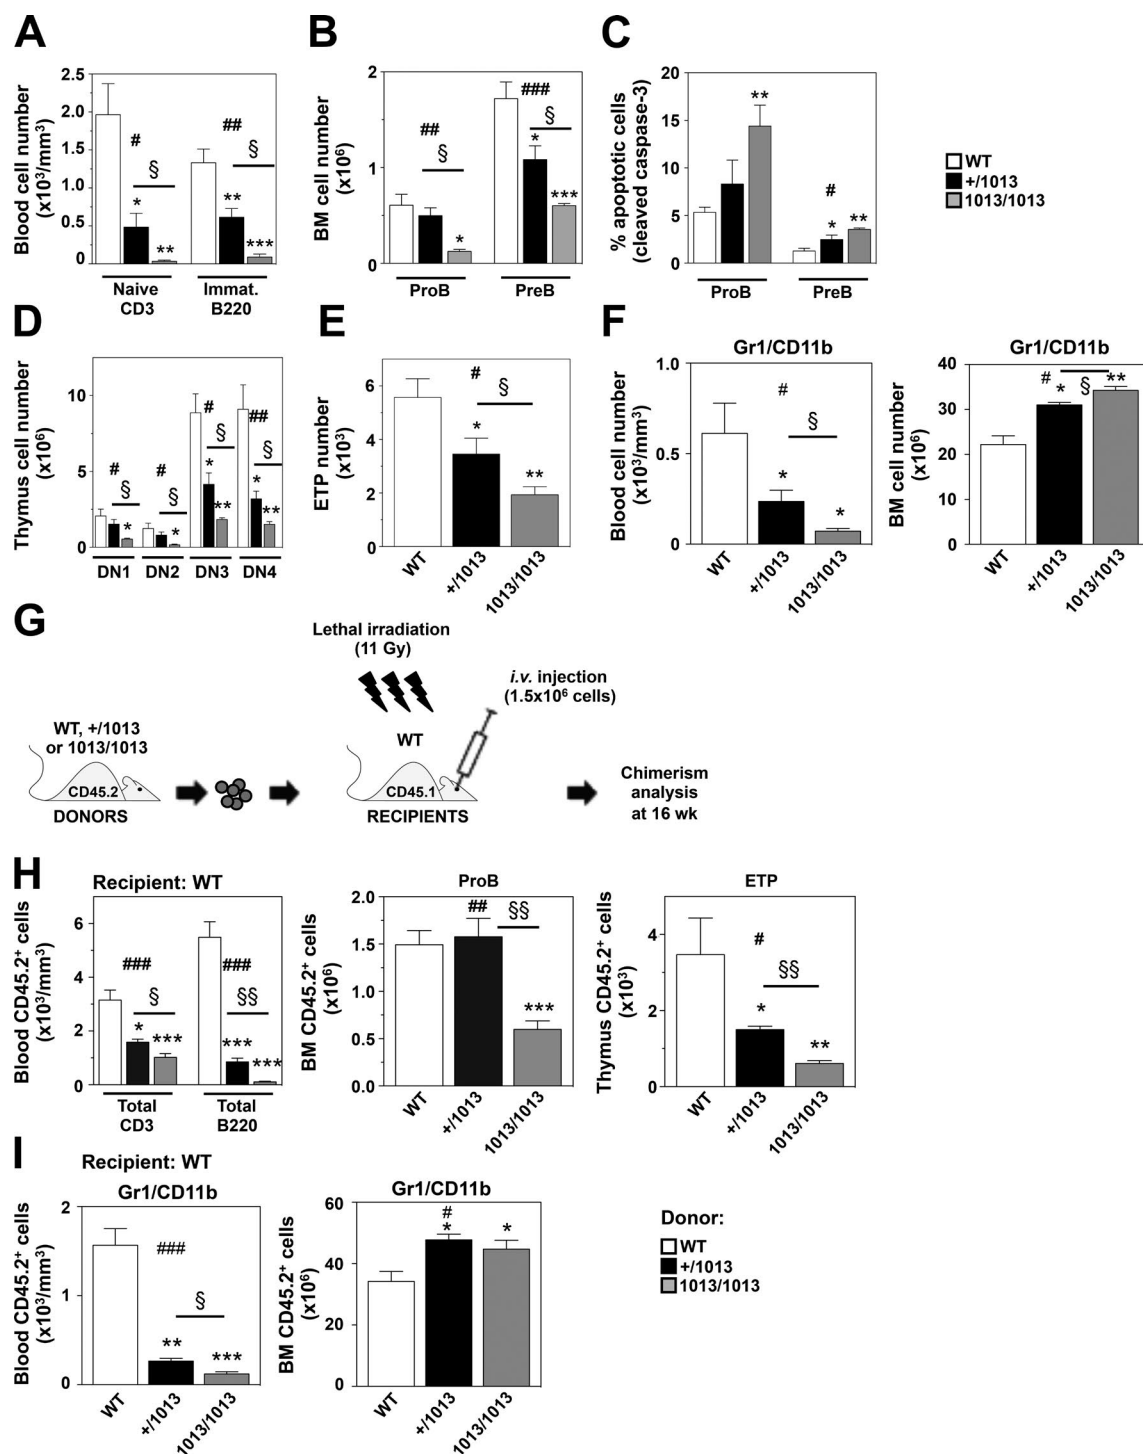 A
Blood cell number
(x10³/mm³)
2.5
2.0
1.5
1.0
0.5
0
#
§
*
**
##
§
**
***
Naive
CD3
Immat.
B220
B
BM cell number
(x10⁶)
2
1
0
##
§
*
###
§
*
***
ProB
PreB
C
% apoptotic cells
(cleaved caspase-3)
20
15
10
5
0
**
#
*
**
ProB
PreB
WT
+/1013
1013/1013
D
Thymus cell number
(x10⁶)
10
5
0
#
§
*
#
§
*
#
§
*
**
##
§
*
**
DN1
DN2
DN3
DN4
E
ETP number
(x10³)
6
4
2
0
#
§
*
**
WT
+/1013
1013/1013
F
Gr1/CD11b
Blood cell number
(x10³/mm³)
1.0
0.5
0
#
§
*
*
WT
+/1013
1013/1013
Gr1/CD11b
BM cell number
(x10⁶)
40
30
20
10
0
#
*
§
**
WT
+/1013
1013/1013
G
WT, +/1013
or 1013/1013
CD45.2
DONORS
Lethal irradiation
(11 Gy)
WT
CD45.1
RECIPIENTS
i.v. injection
(1.5x10⁶ cells)
Chimerism
analysis
at 16 wk
H
Recipient: WT
Blood CD45.2⁺ cells
(x10³/mm³)
6
4
2
0
###
§
*
***
###
§§
***
***
Total
CD3
Total
B220
ProB
BM CD45.2⁺ cells
(x10⁶)
2.0
1.5
1.0
0.5
0.0
##
§§
***
WT
+/1013
1013/1013
ETP
Thymus CD45.2⁺ cells
(x10³)
4
2
0
#
§§
*
**
WT
+/1013
1013/1013
I
Recipient: WT
Gr1/CD11b
Blood CD45.2⁺ cells
(x10³/mm³)
2
1
0
###
§
**
***
WT
+/1013
1013/1013
Gr1/CD11b
BM CD45.2⁺ cells
(x10⁶)
60
40
20
0
#
*
*
WT
+/1013
1013/1013
Donor:
WT
+/1013
1013/1013